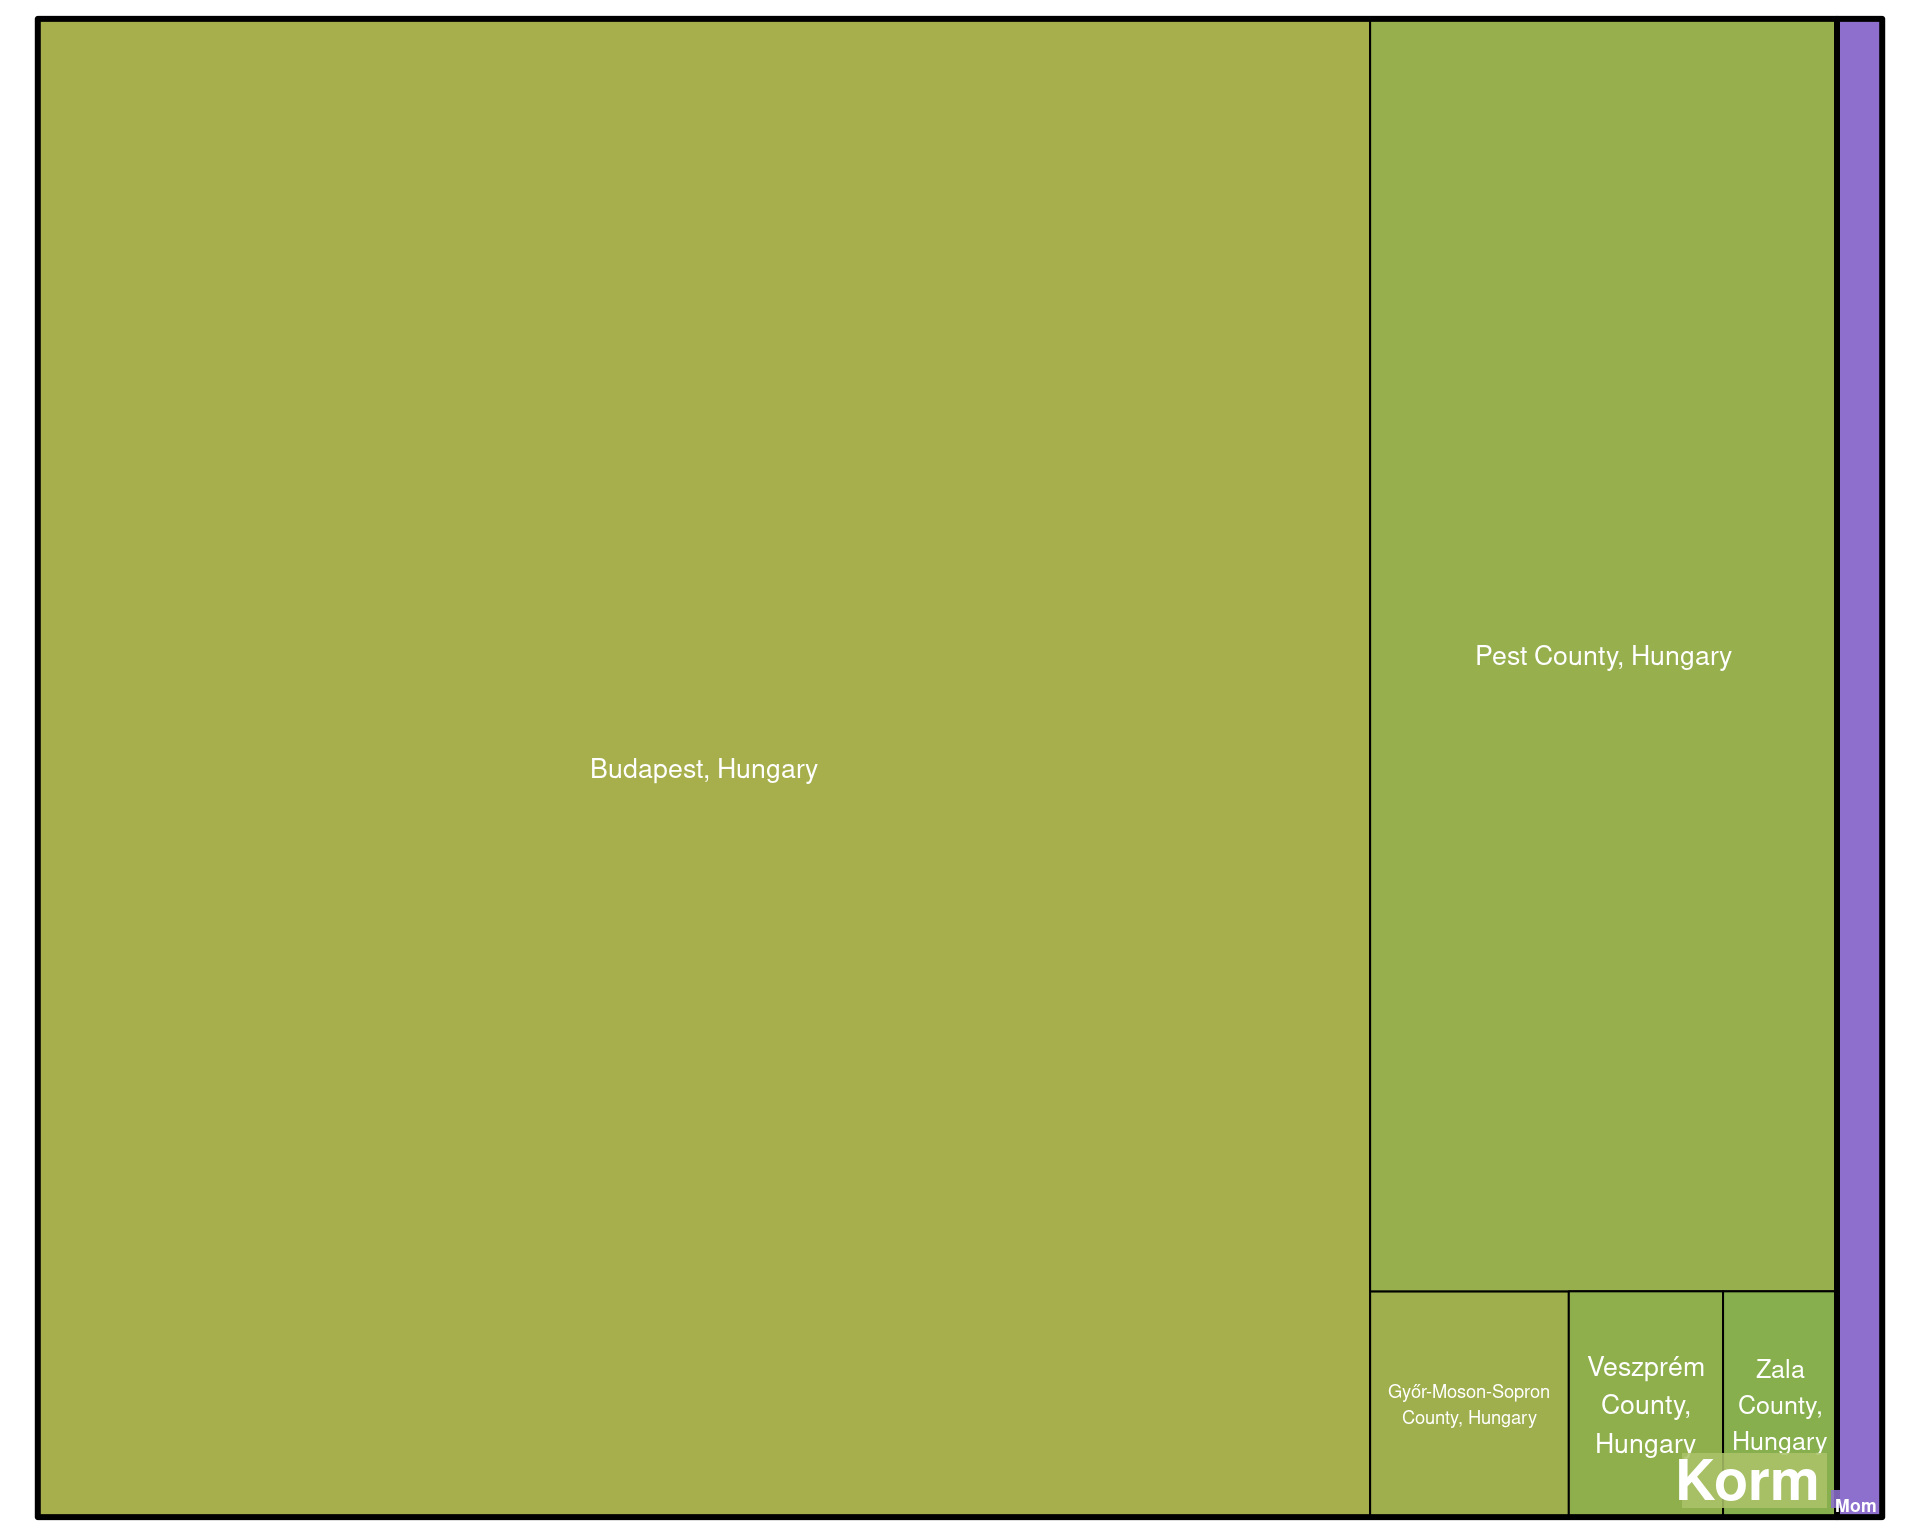 Budapest, Hungary
Pest County, Hungary
Győr-Moson-Sopron
County, Hungary
Veszprém
County,
Hungary
Zala
County,
Hungary
Korm
Mom